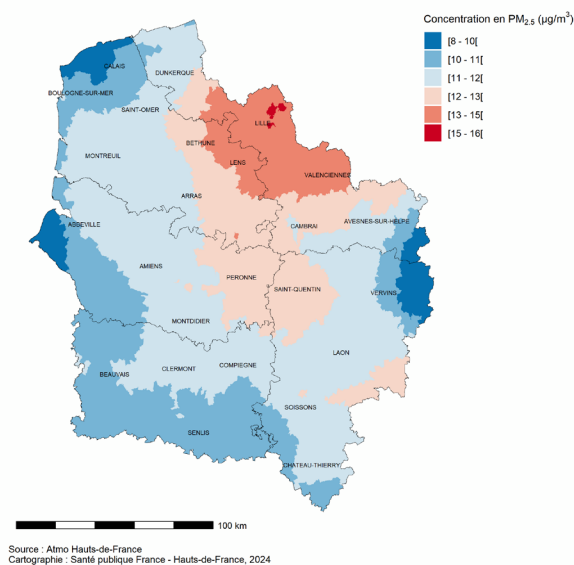 Concentration en PM2.5 (µg/m³)
[8 - 10[
[10 - 11[
[11 - 12[
[12 - 13[
[13 - 15[
[15 - 16[
CALAIS
DUNKERQUE
BOULOGNE-SUR-MER
SAINT-OMER
LILLE
BETHUNE
MONTREUIL
LENS
VALENCIENNES
ARRAS
ABBEVILLE
CAMBRAI
AVESNES-SUR-HELPE
AMIENS
PERONNE
SAINT-QUENTIN
VERVINS
MONTDIDIER
LAON
CLERMONT
COMPIEGNE
BEAUVAIS
SOISSONS
SENLIS
CHATEAU-THIERRY
100 km
Source : Atmo Hauts-de-France
Cartographie : Santé publique France - Hauts-de-France, 2024